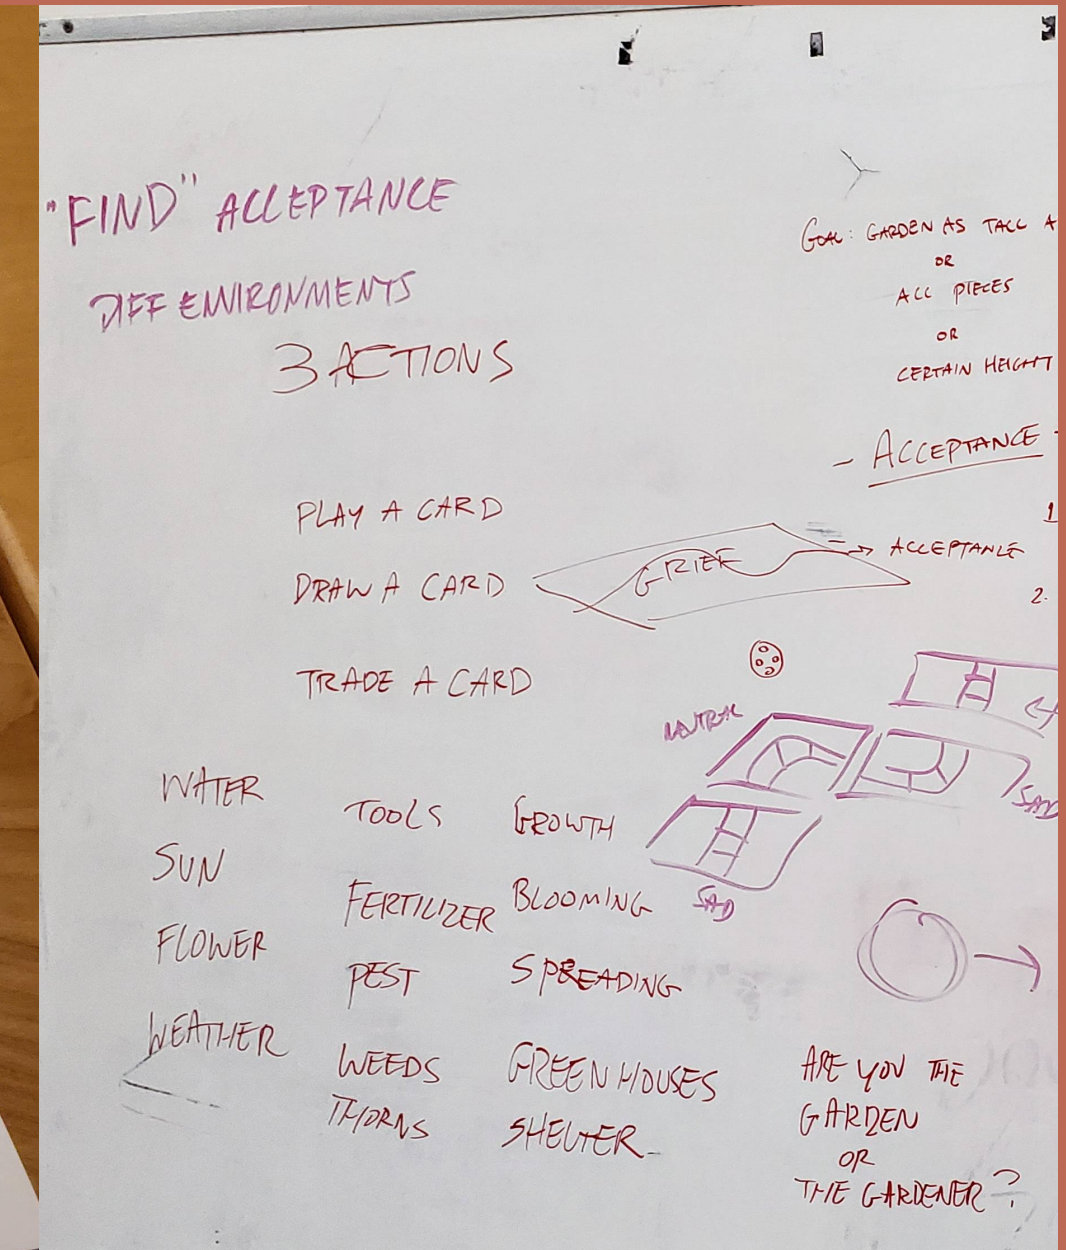 "FIND" ACCEPTANCE
DIFF ENVIRONMENTS
3 ACTIONS
PLAY A CARD
DRAW A CARD
TRADE A CARD
GOAL: GARDEN AS TALL A
OR
ALL PIECES
OR
CERTAIN HEIGHT
- ACCEPTANCE -
1
GRIEF
ACCEPTANCE
2.
NEUTRAL
SAD
SAD
WATER
SUN
FLOWER
WEATHER
TOOLS
FERTILIZER
PEST
WEEDS
THORNS
GROWTH
BLOOMING
SPREADING
GREENHOUSES
SHELTER
ARE YOU THE
GARDEN
OR
THE GARDENER?